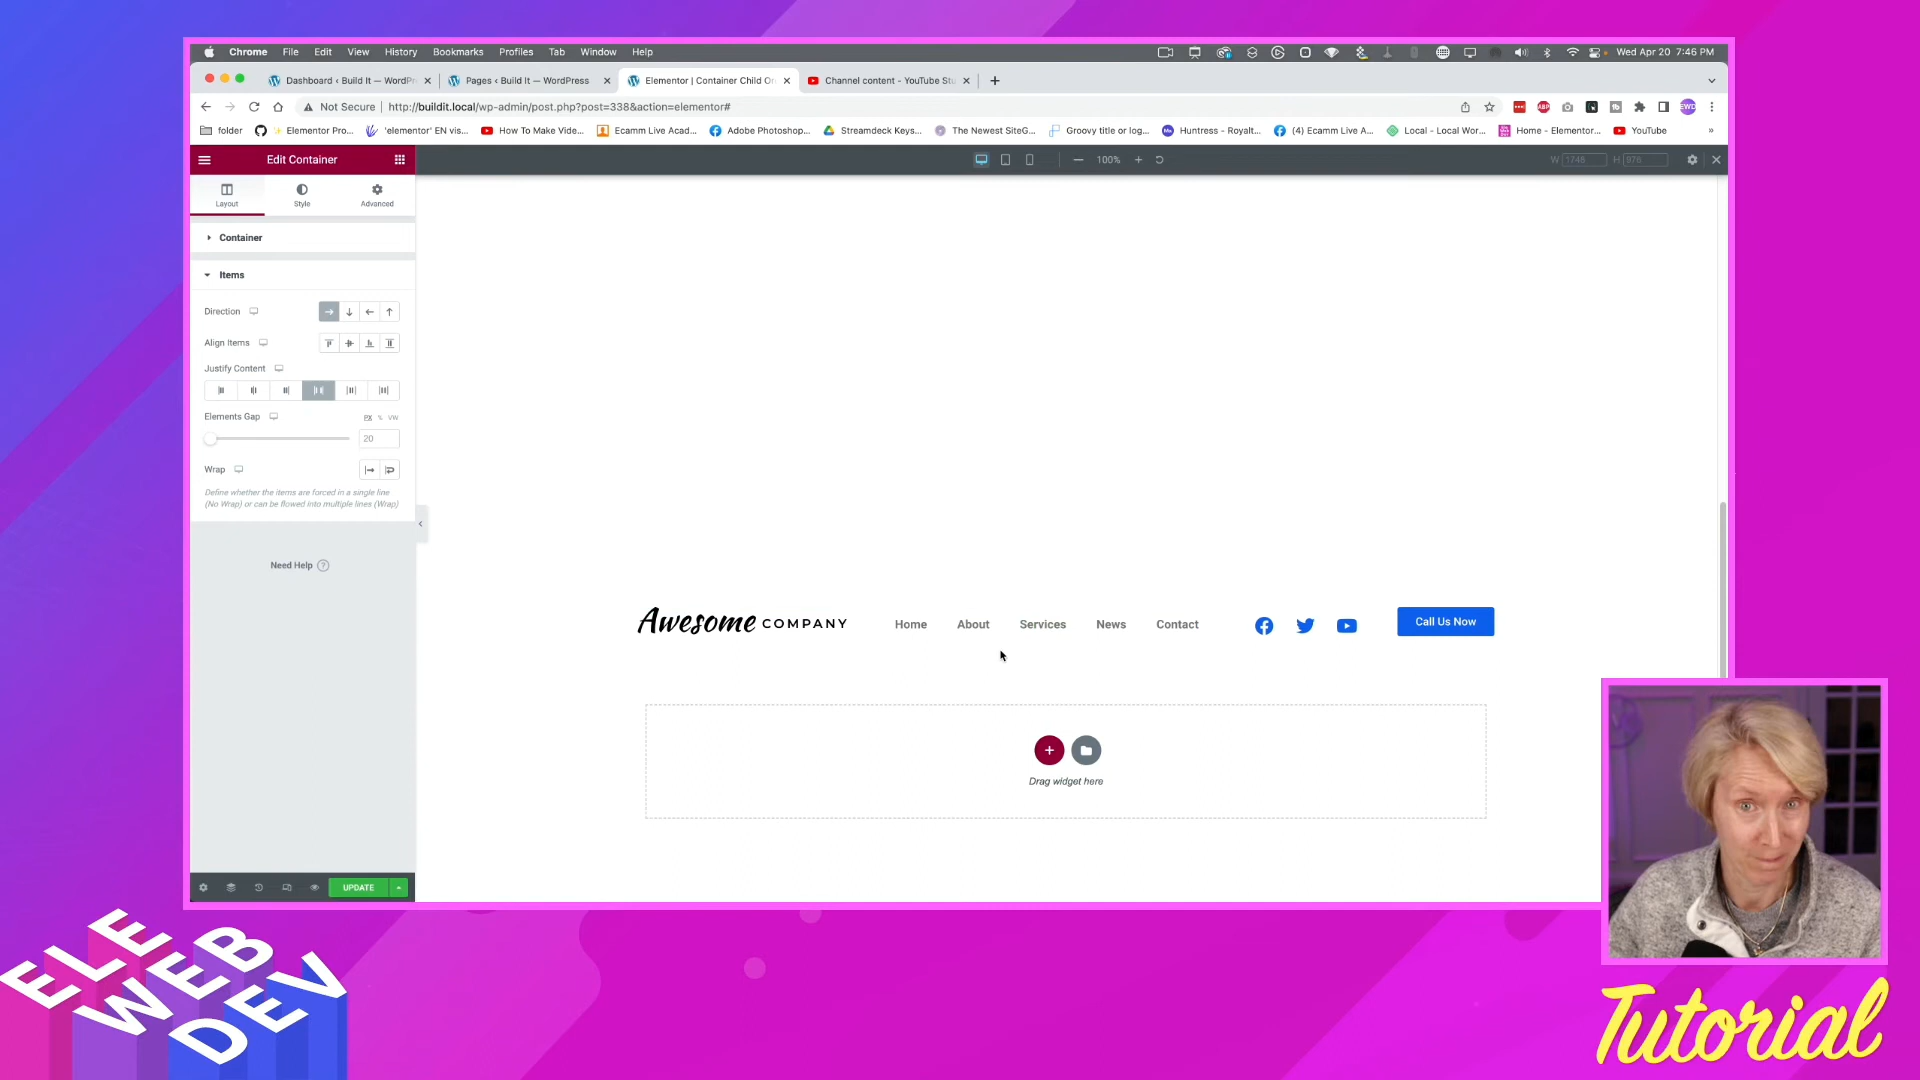 Chrome File Edit View History Bookmarks Profiles Tab Window Help Wed Apr 20 7:46 PM
Dashboard ‹ Build It — WordPr Pages ‹ Build It — WordPress Elementor | Container Child Or Channel content - YouTube Stu
Not Secure http://buildit.local/wp-admin/post.php?post=338&action=elementor#
folder Elementor Pro... 'elementor' EN vis... How To Make Vide... Ecamm Live Acad... Adobe Photoshop... Streamdeck Keys... The Newest SiteG... Groovy title or log... Huntress - Royalt... (4) Ecamm Live A... Local - Local Wor... Home - Elementor... YouTube »
Edit Container 100% W 1748 H 976
Layout Style Advanced
Container
Items
Direction
Align Items
Justify Content
Elements Gap PX % VW
20
Wrap
Define whether the items are forced in a single line
(No Wrap) or can be flowed into multiple lines (Wrap)
Need Help ?
Awesome COMPANY Home About Services News Contact Call Us Now
Drag widget here
UPDATE
ELE
WEB
DEV
Tutorial